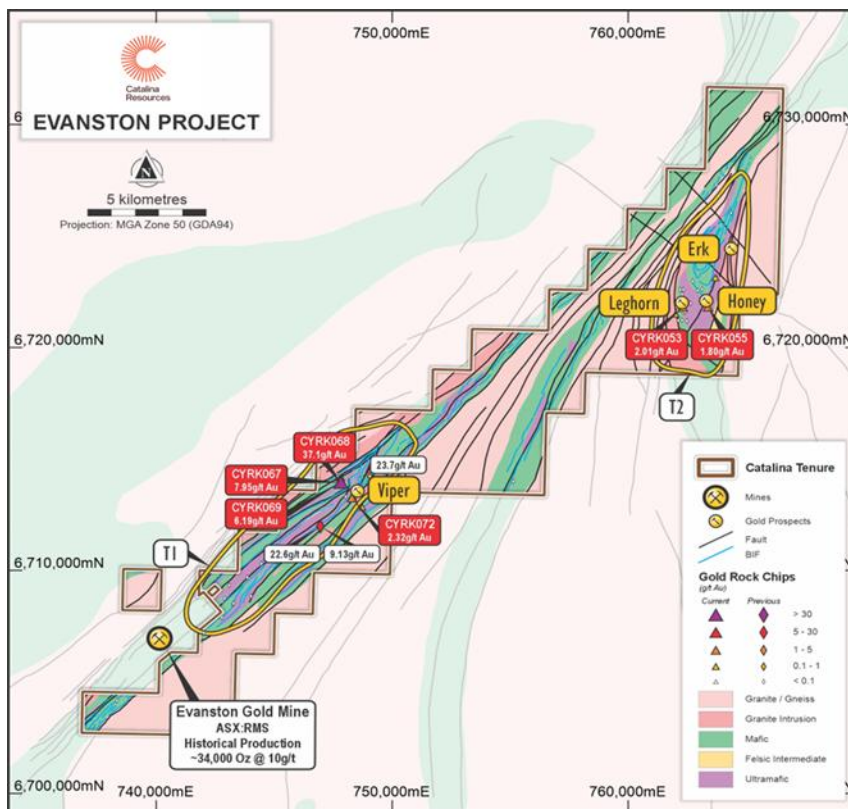 750,000mE
760,000mE
Catalina
Resources
EVANSTON PROJECT
N
5 kilometres
Projection: MGA Zone 50 (GDA94)
6,730,000mN
Erk
Leghorn
Honey
CYRK053
2.01g/t Au
CYRK055
1.80g/t Au
6,720,000mN
6,720,000mN
T2
CYRK068
37.1g/t Au
23.7g/t Au
CYRK067
7.95g/t Au
Viper
CYRK069
6.19g/t Au
CYRK072
2.32g/t Au
22.6g/t Au
9.13g/t Au
T1
6,710,000mN
Evanston Gold Mine
ASX:RMS
Historical Production
~34,000 Oz @ 10g/t
6,700,000mN
740,000mE
750,000mE
760,000mE
Catalina Tenure
Mines
Gold Prospects
Fault
BIF
Gold Rock Chips
(g/t Au)
Current
Previous
> 30
5 - 30
1 - 5
0.1 - 1
< 0.1
Granite / Gneiss
Granite Intrusion
Mafic
Felsic Intermediate
Ultramafic